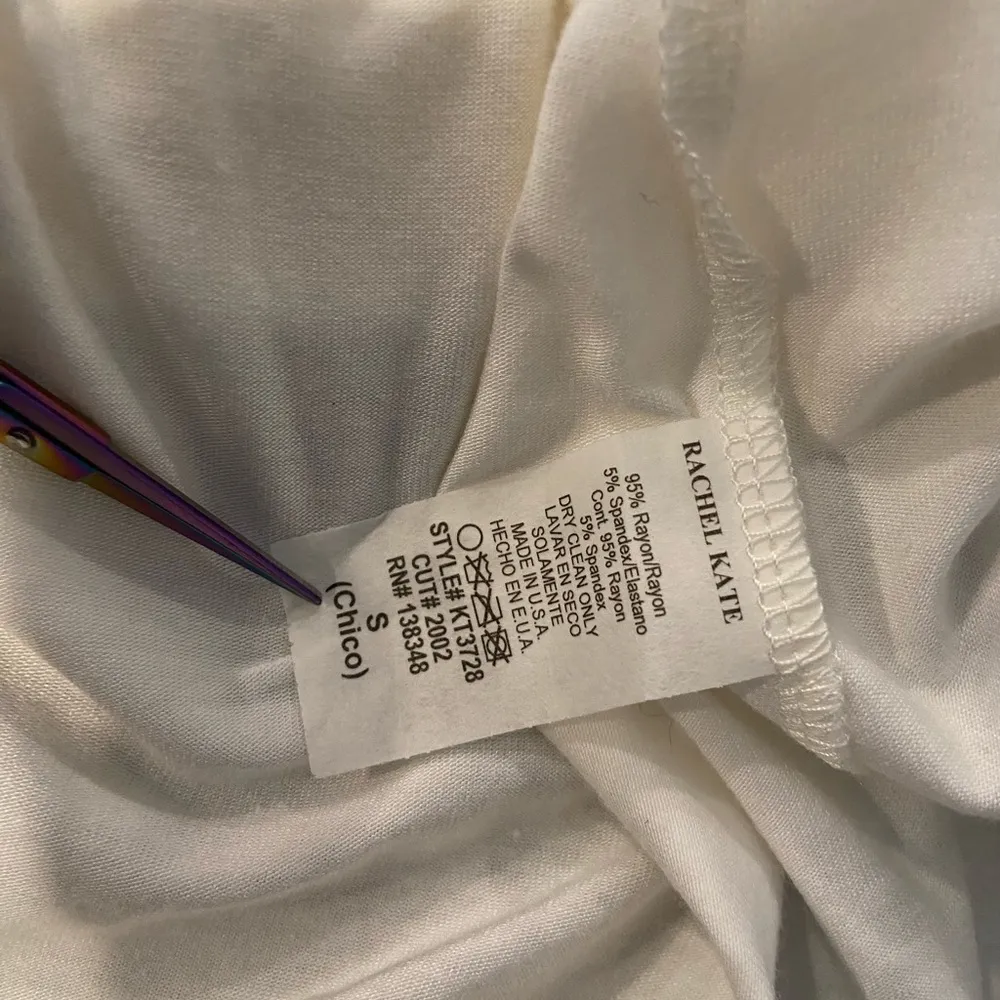 RACHEL KATE
95% Rayon/Rayon
5% Spandex/Elastano
Cont. 95% Rayon
5% Spandex
DRY CLEAN ONLY
LAVAR EN SECO
SOLAMENTE
MADE IN U.S.A.
HECHO EN E.U.A.
STYLE# KT3728
CUT# 2002
RN# 138348
S
(Chico)